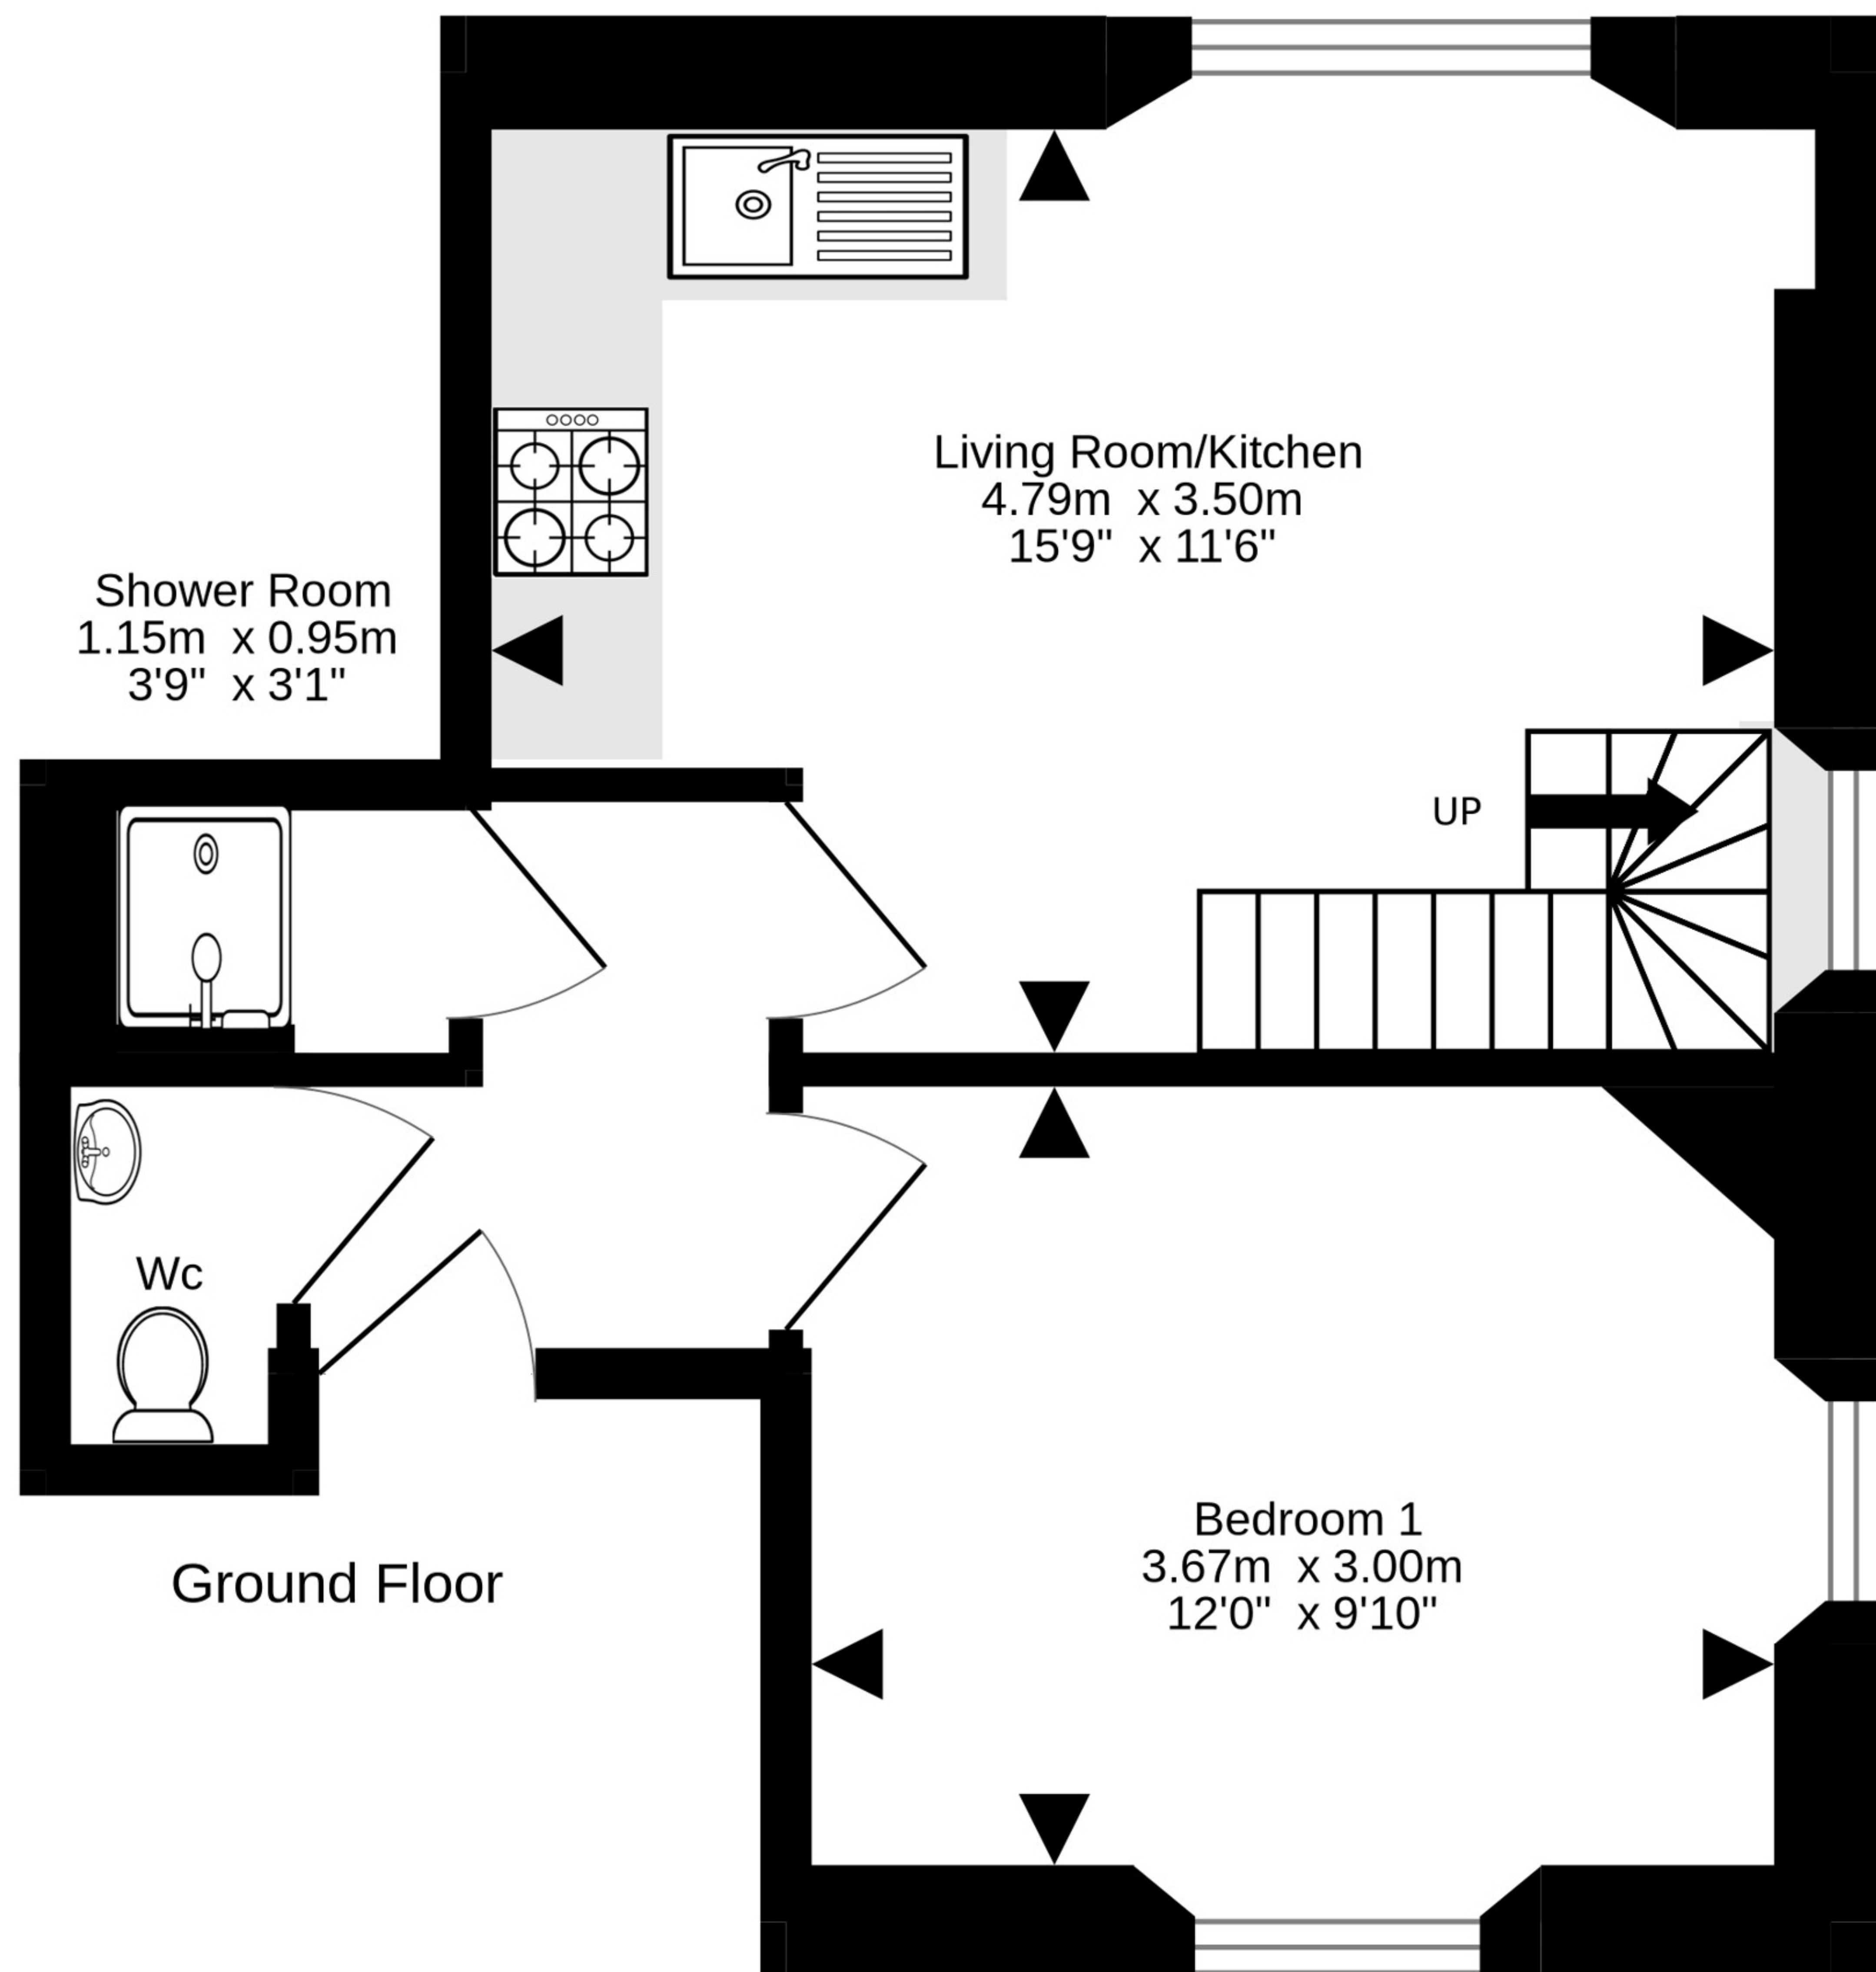 Living Room/Kitchen
4.79m x 3.50m
15'9" x 11'6"
Shower Room
1.15m x 0.95m
3'9" x 3'1"
UP
Wc
Bedroom 1
3.67m x 3.00m
12'0" x 9'10"
Ground Floor